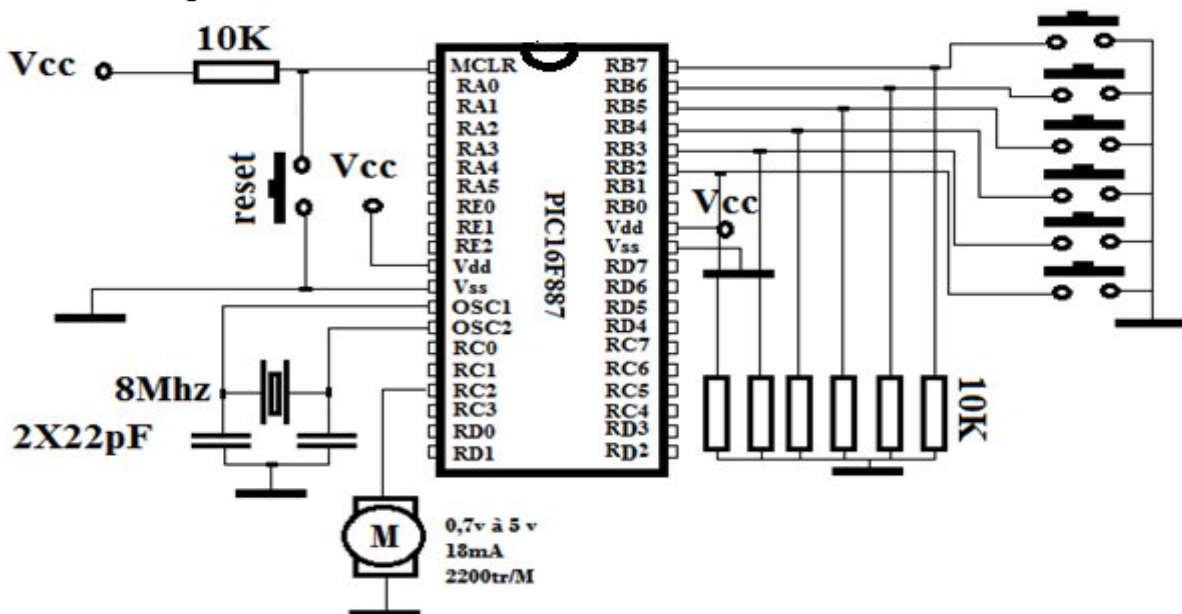 10K
Vcc
reset
Vcc
8Mhz
2X22pF
MCLR
RA0
RA1
RA2
RA3
RA4
RA5
RE0
RE1
RE2
Vdd
Vss
OSC1
OSC2
RC0
RC1
RC2
RC3
RD0
RD1
PIC16F887
RB7
RB6
RB5
RB4
RB3
RB2
RB1
RB0
Vdd
Vss
RD7
RD6
RD5
RD4
RC7
RC6
RC5
RC4
RD3
RD2
Vcc
10K
M
0,7v à 5 v
18mA
2200tr/M